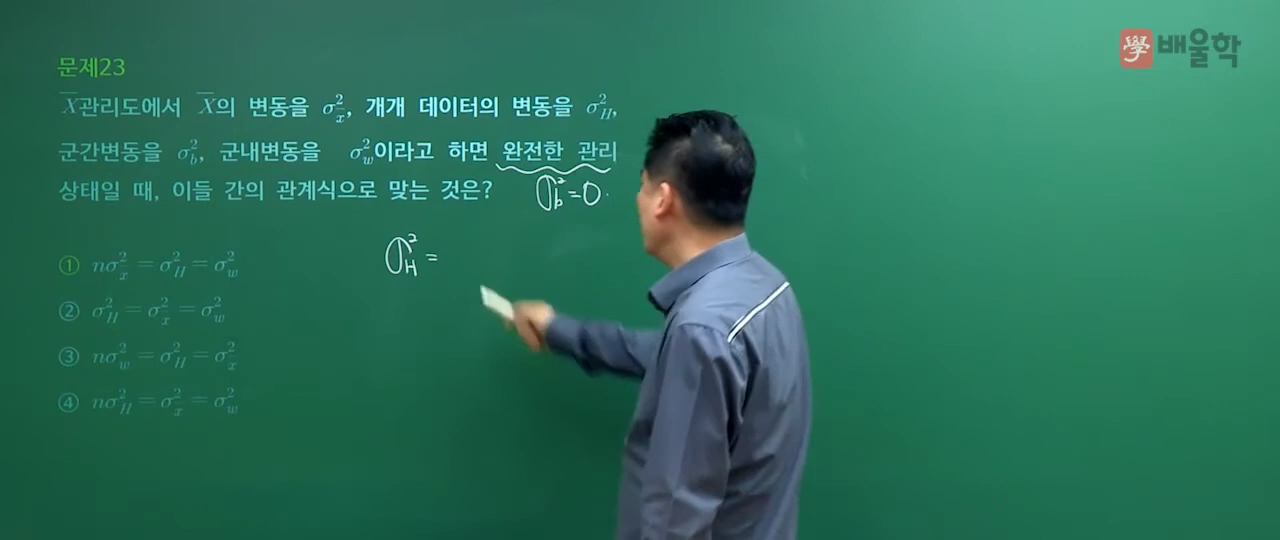 學 배울학
문제23
X̄관리도에서 X̄의 변동을 σ²x̄, 개개 데이터의 변동을 σ²H,
군간변동을 σ²b, 군내변동을 σ²w이라고 하면 완전한 관리
상태일 때, 이들 간의 관계식으로 맞는 것은?
σ²b=0.
σ²H=
① nσ²x̄=σ²H=σ²w
② σ²H=σ²x̄=σ²w
③ nσ²w=σ²H=σ²x̄
④ nσ²H=σ²x̄=σ²w